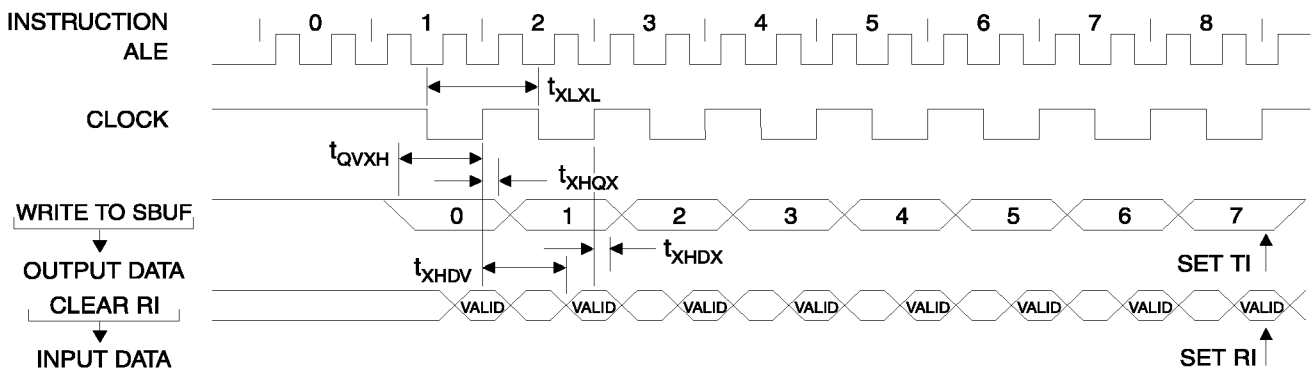 INSTRUCTION 0 1 2 3 4 5 6 7 8
ALE
tXLXL
CLOCK
tQVXH
tXHQX
WRITE TO SBUF 0 1 2 3 4 5 6 7
tXHDV tXHDX SET TI
OUTPUT DATA
CLEAR RI VALID VALID VALID VALID VALID VALID VALID VALID
INPUT DATA SET RI